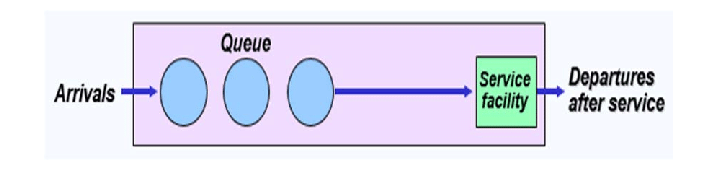 Queue
Arrivals
Service
facility
Departures
after service